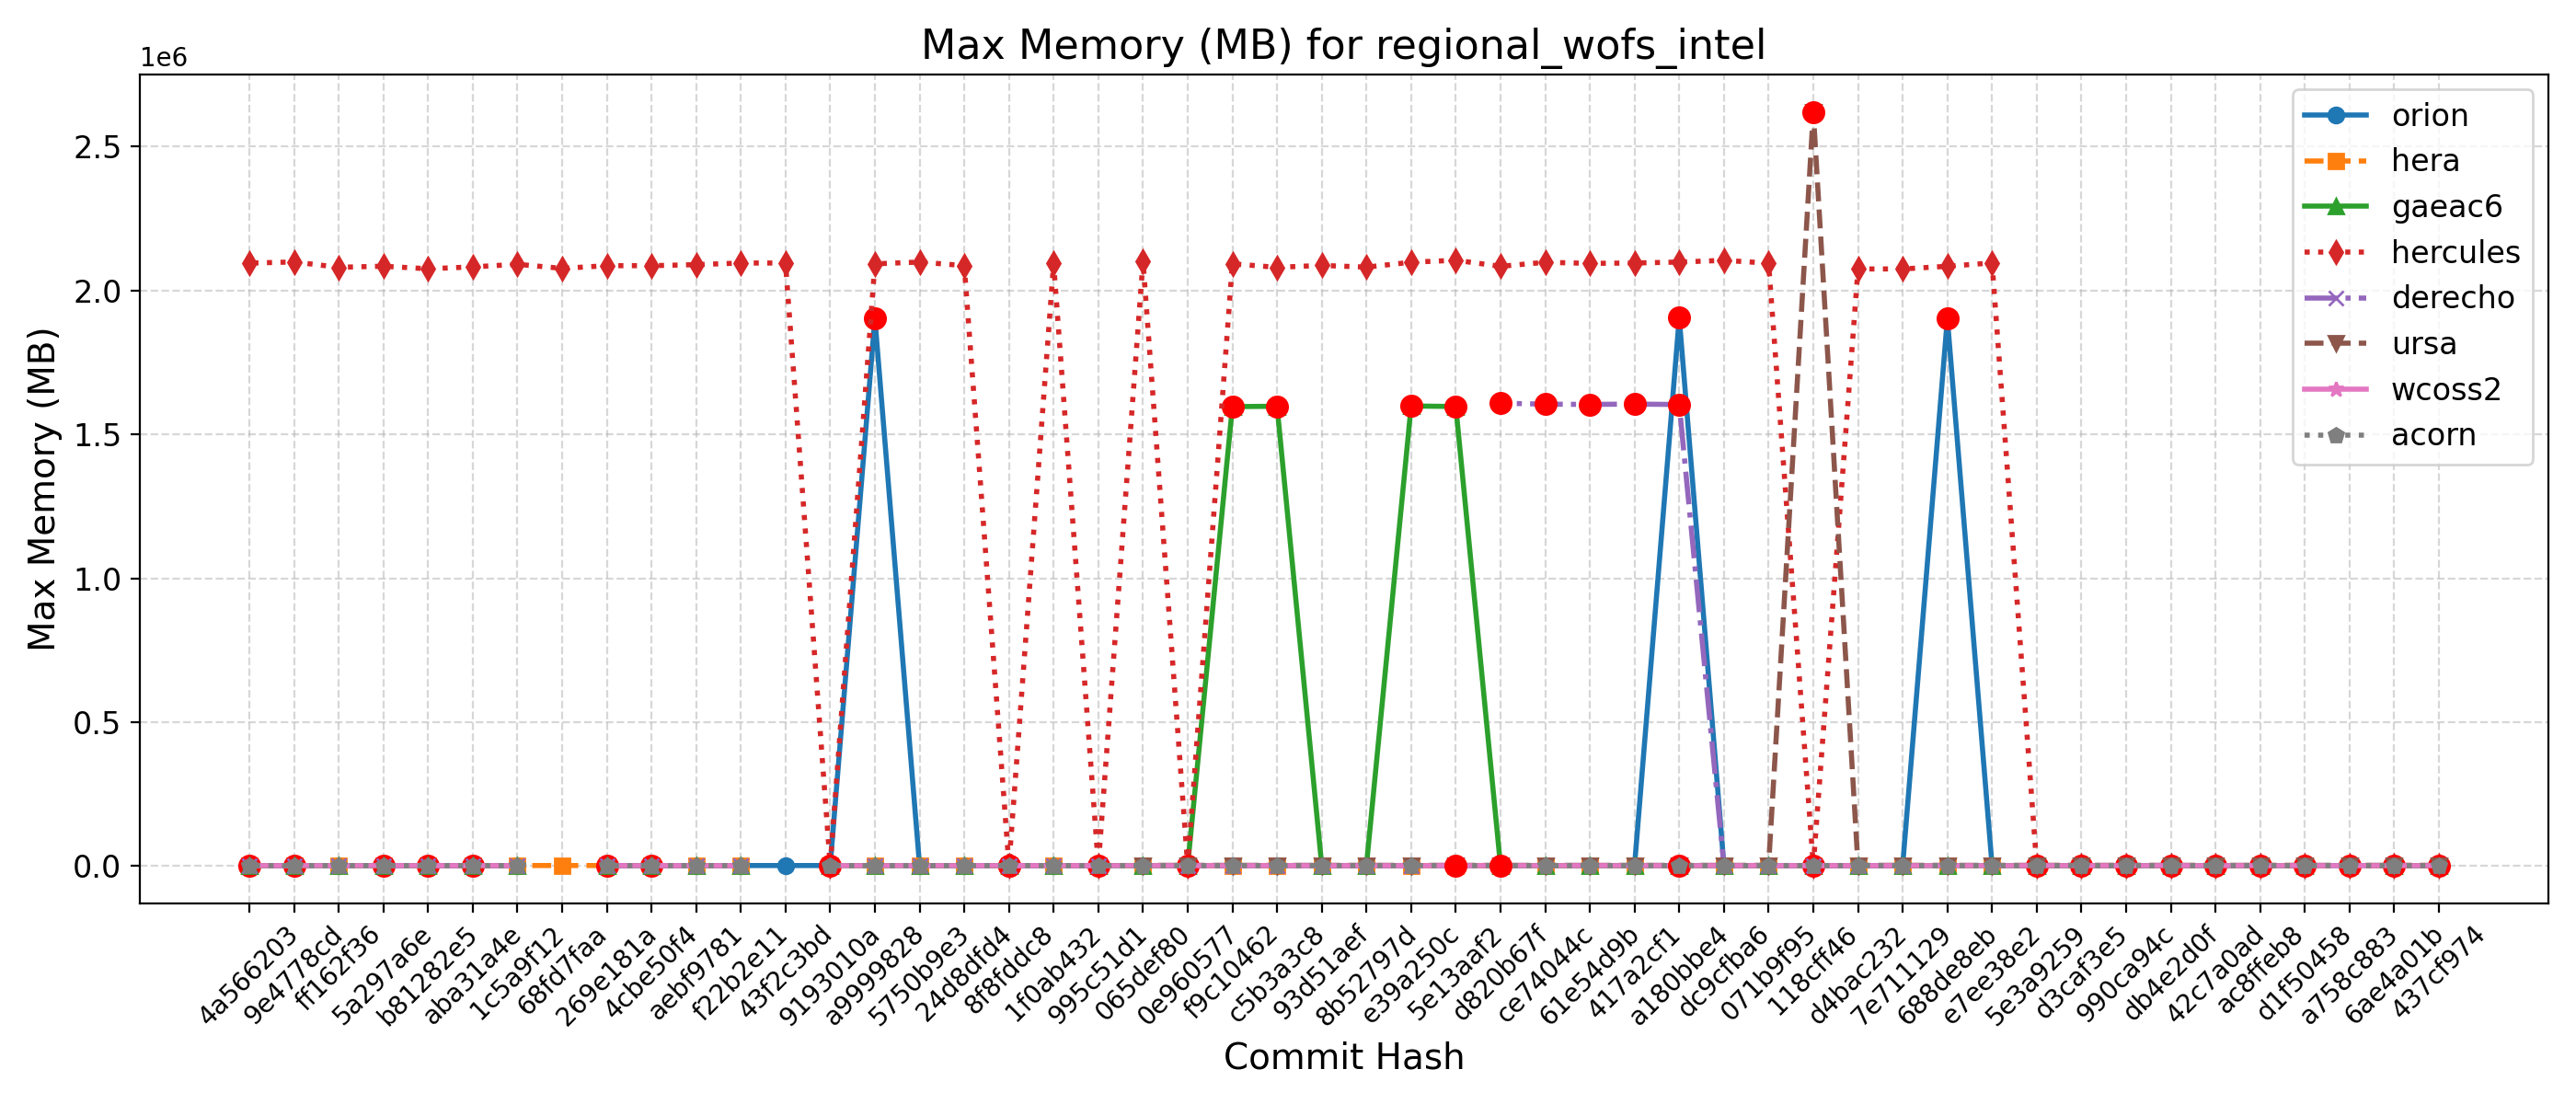 Max Memory (MB) for regional_wofs_intel
1e6
2.5
2.0
1.5
1.0
0.5
0.0
Max Memory (MB)
orion
hera
gaeac6
hercules
derecho
ursa
wcoss2
acorn
4a566203
9e4778cd
ff162f36
5a297a6e
b81282e5
aba31a4e
1c5a9f12
68fd7faa
269e181a
4cbe50f4
aebf9781
f22b2e11
43f2c3bd
9193010a
a9999828
5750b9e3
24d8dfd4
8f8fddc8
1f0ab432
995c51d1
065def80
0e960577
f9c10462
c5b3a3c8
93d51aef
8b52797d
e39a250c
5e13aaf2
d820b67f
ce74044c
61e54d9b
417a2cf1
a180bbe4
dc9cfba6
071b9f95
118cff46
d4bac232
7e711129
688de8eb
e7ee38e2
5e3a9259
d3caf3e5
990ca94c
db4e2d0f
42c7a0ad
ac8ffeb8
d1f50458
a758c883
6ae4a01b
437cf974
Commit Hash